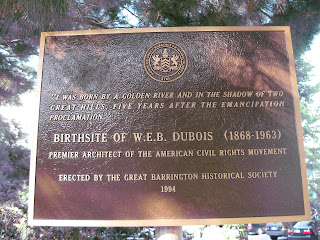 "I WAS BORN BY A GOLDEN RIVER AND IN THE SHADOW OF TWO
GREAT HILLS, FIVE YEARS AFTER THE EMANCIPATION
PROCLAMATION."
BIRTHSITE OF W.E.B. DUBOIS (1868-1963)
PREMIER ARCHITECT OF THE AMERICAN CIVIL RIGHTS MOVEMENT
ERECTED BY THE GREAT BARRINGTON HISTORICAL SOCIETY
1994